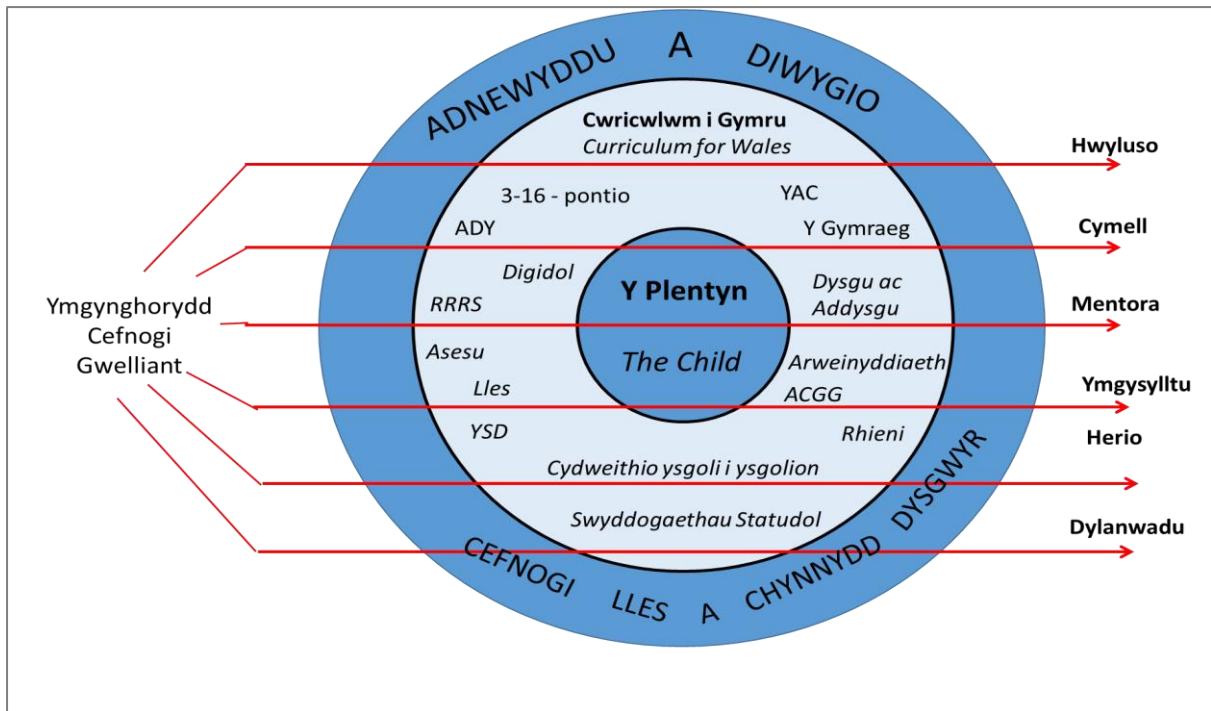 ADNEWYDDU A DIWYGIO
Cwricwlwm i Gymru
Curriculum for Wales
3-16 - pontio
YAC
ADY
Y Gymraeg
Digidol
RRRS
Dysgu ac
Addysgu
Y Plentyn
The Child
Asesu
Lles
YSD
Arweinyddiaeth
ACGG
Rhieni
Cydweithio ysgoli i ysgolion
Swyddogaethau Statudol
CEFNOGI LLES A CHYNNYDD DYSGWYR
Ymgynghorydd
Cefnogi
Gwelliant
Hwyluso
Cymell
Mentora
Ymgysylltu
Herio
Dylanwadu